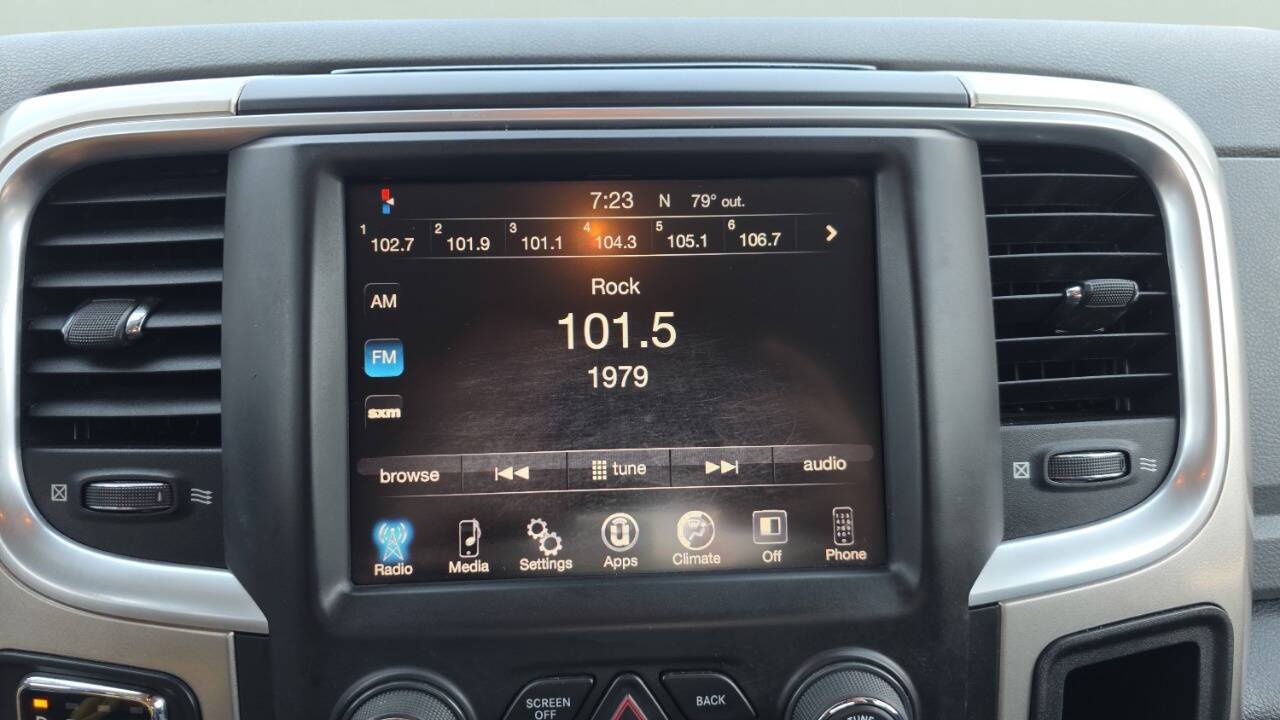 7:23 N 79° out.
1 102.7 2 101.9 3 101.1 4 104.3 5 105.1 6 106.7
Rock
AM
101.5
FM
1979
sxm
browse tune audio
Radio Media Settings Apps Climate Off Phone
SCREEN OFF BACK
TUNE